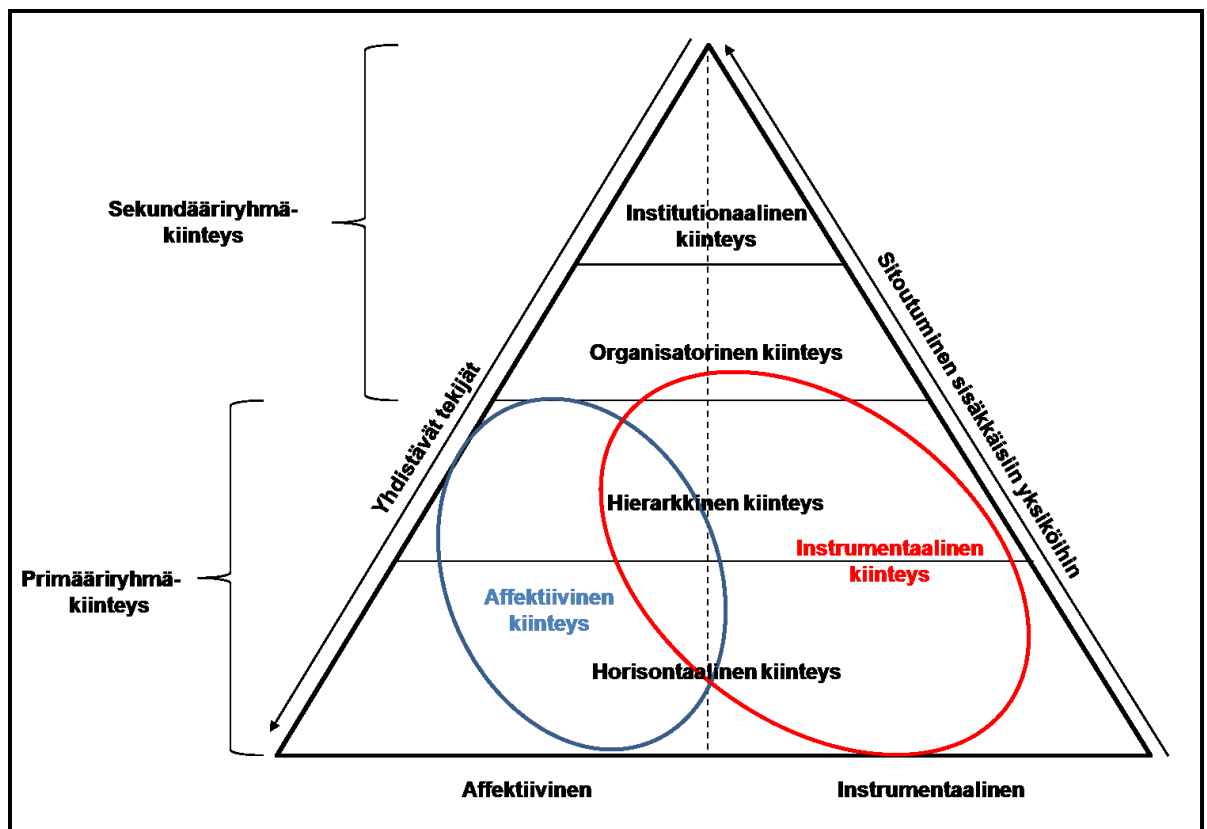 Sekundääriryhmä-
kiinteys
Institutionaalinen
kiinteys
Organisatorinen kiinteys
Yhdistävät tekijät
Sitoutuminen sisäkkäisiin yksiköihin
Hierarkkinen kiinteys
Instrumentaalinen
kiinteys
Primääriryhmä-
kiinteys
Affektiivinen
kiinteys
Horisontaalinen kiinteys
Affektiivinen
Instrumentaalinen